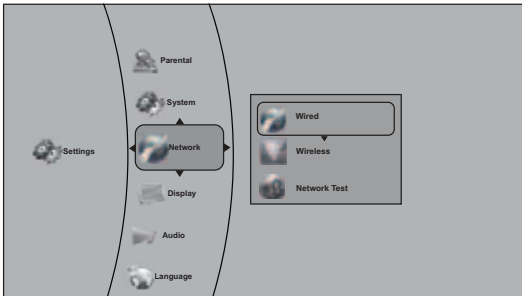 Parental
System
Settings
Network
Display
Audio
Language
Wired
Wireless
Network Test